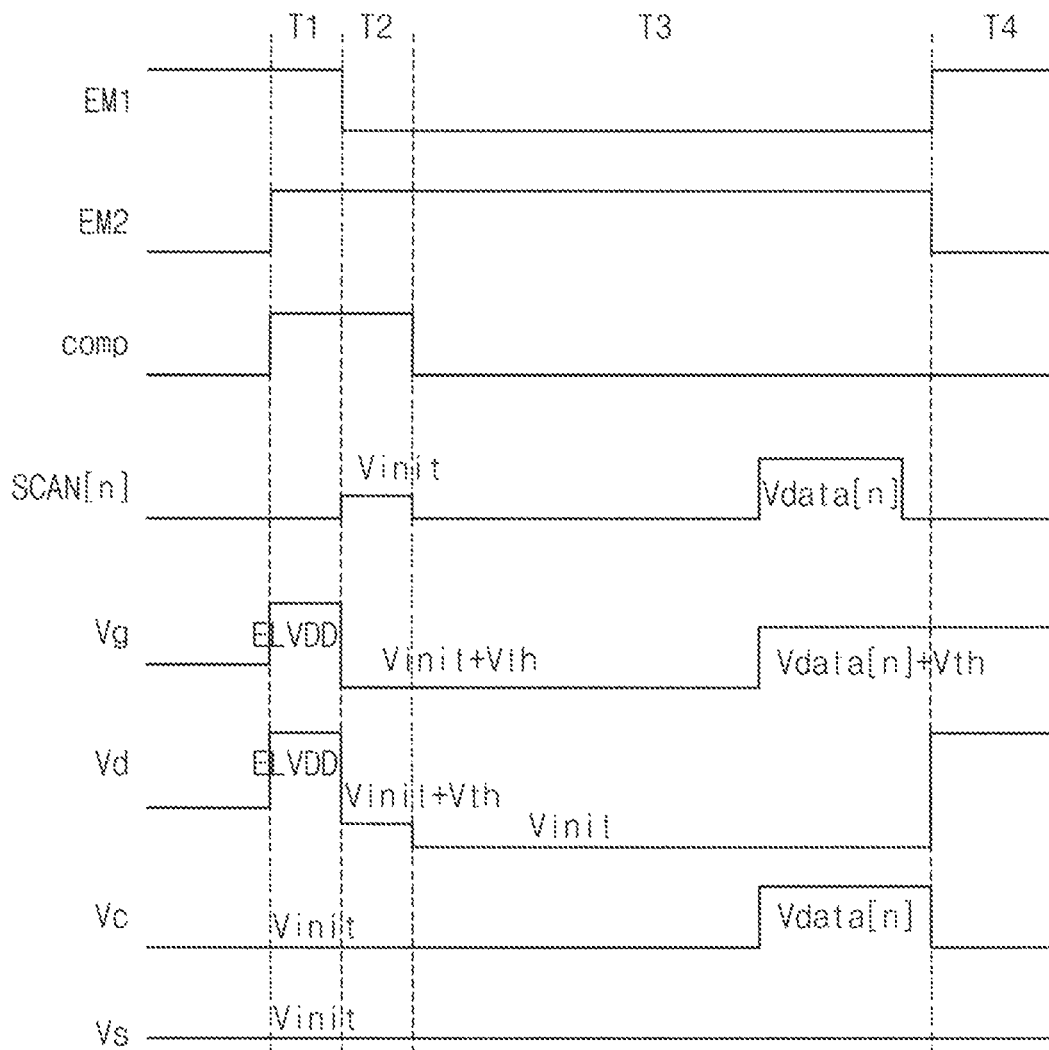 T1 T2 T3 T4
EM1
EM2
comp
Vinit
SCAN[n]
Vdata[n]
Vg
ELVDD
Vinit+Vth
Vdata[n]+Vth
Vd
ELVDD
Vinit+Vth
Vinit
Vc
Vinit
Vdata[n]
Vs
Vinit